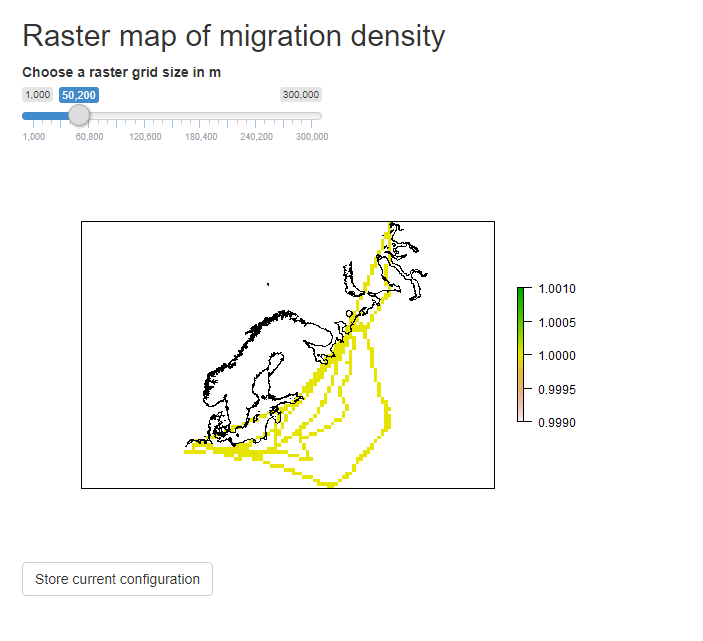 Raster map of migration density
Choose a raster grid size in m
1,000 50,200 300,000
1,000 60,800 120,600 180,400 240,200 300,000
1.0010
1.0005
1.0000
0.9995
0.9990
Store current configuration